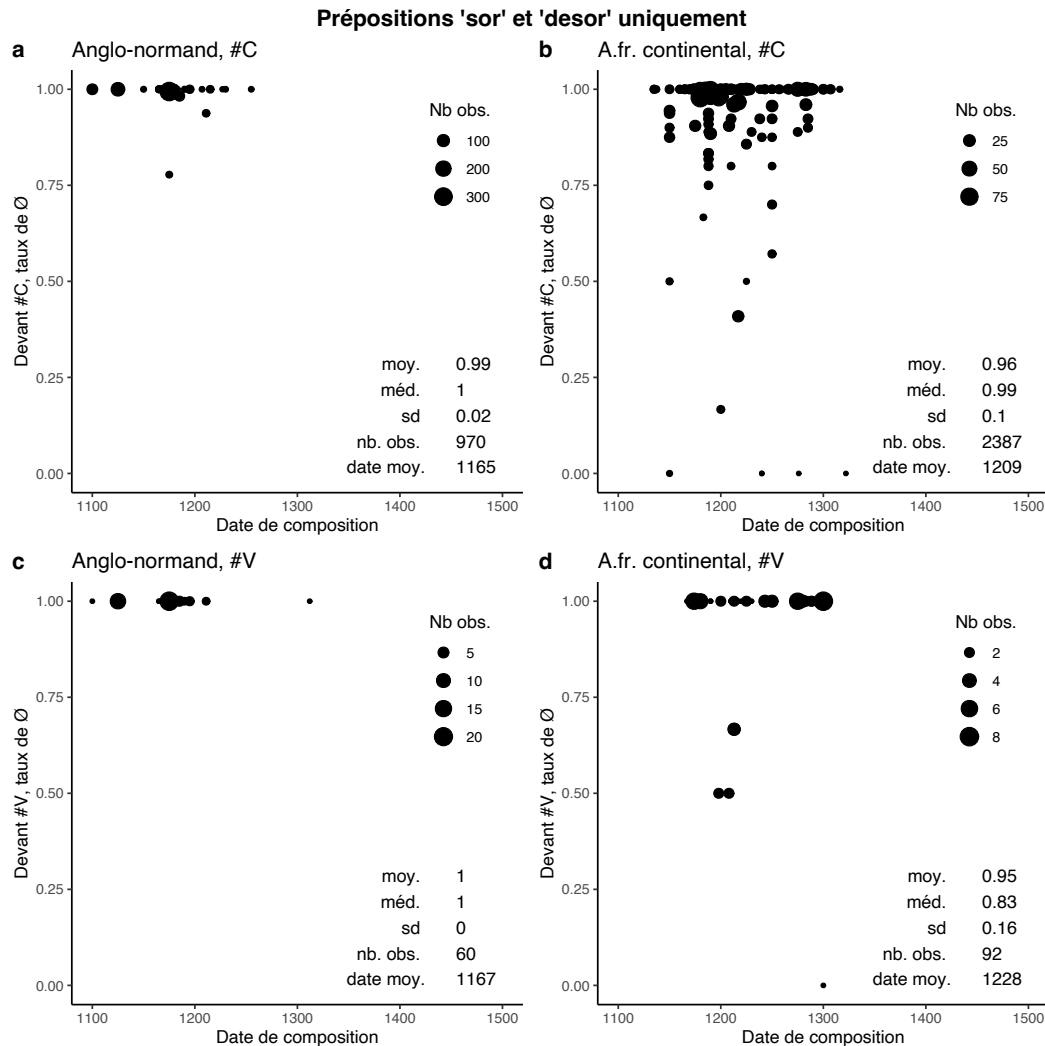 Prépositions 'sor' et 'desor' uniquement
a Anglo-normand, #C
Devant #C, taux de Ø
1.00
0.75
0.50
0.25
0.00
Nb obs.
100
200
300
moy. 0.99
méd. 1
sd 0.02
nb. obs. 970
date moy. 1165
1100 1200 1300 1400 1500
Date de composition
b A.fr. continental, #C
Devant #C, taux de Ø
1.00
0.75
0.50
0.25
0.00
Nb obs.
25
50
75
moy. 0.96
méd. 0.99
sd 0.1
nb. obs. 2387
date moy. 1209
1100 1200 1300 1400 1500
Date de composition
c Anglo-normand, #V
Devant #V, taux de Ø
1.00
0.75
0.50
0.25
0.00
Nb obs.
5
10
15
20
moy. 1
méd. 1
sd 0
nb. obs. 60
date moy. 1167
1100 1200 1300 1400 1500
Date de composition
d A.fr. continental, #V
Devant #V, taux de Ø
1.00
0.75
0.50
0.25
0.00
Nb obs.
2
4
6
8
moy. 0.95
méd. 0.83
sd 0.16
nb. obs. 92
date moy. 1228
1100 1200 1300 1400 1500
Date de composition